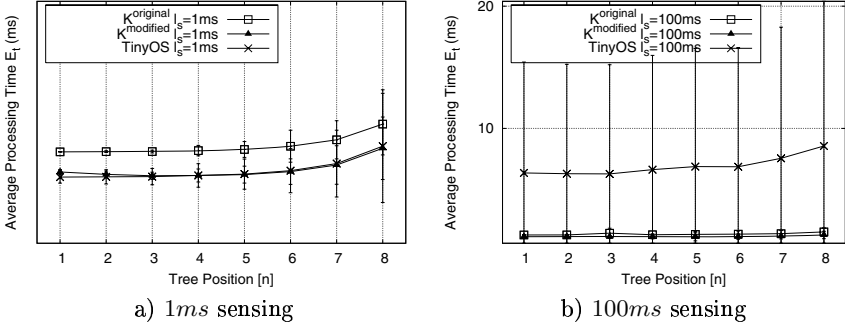 Average Processing Time E_t (ms)
K^original l_s=1ms
K^modified l_s=1ms
TinyOS l_s=1ms
1 2 3 4 5 6 7 8
Tree Position [n]
a) 1ms sensing
Average Processing Time E_t (ms)
20
10
K^original l_s=100ms
K^modified l_s=100ms
TinyOS l_s=100ms
1 2 3 4 5 6 7 8
Tree Position [n]
b) 100ms sensing